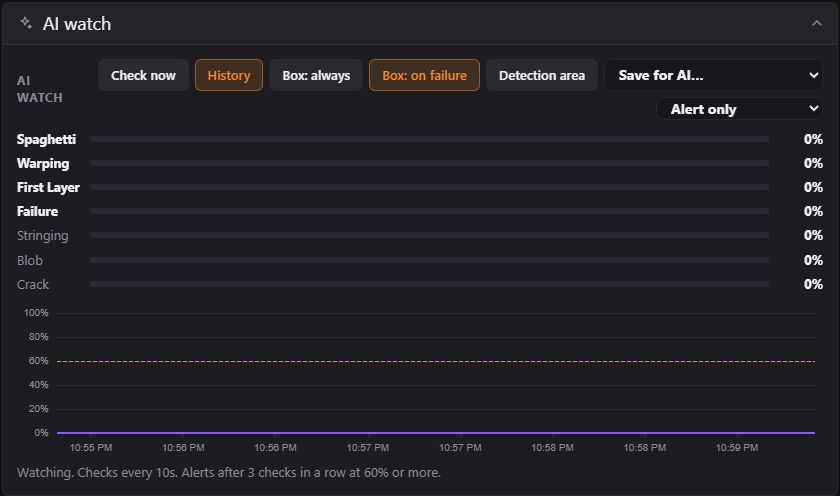 AI watch
AI WATCH
Check now
History
Box: always
Box: on failure
Detection area
Save for AI...
Alert only
Spaghetti 0%
Warping 0%
First Layer 0%
Failure 0%
Stringing 0%
Blob 0%
Crack 0%
100%
80%
60%
40%
20%
0%
10:55 PM 10:56 PM 10:56 PM 10:57 PM 10:57 PM 10:58 PM 10:58 PM 10:59 PM
Watching. Checks every 10s. Alerts after 3 checks in a row at 60% or more.